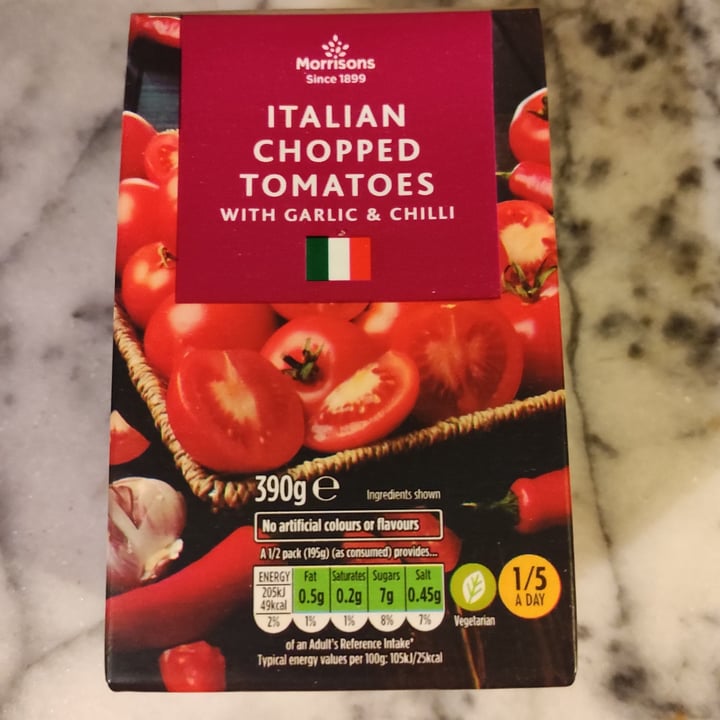 Morrisons
Since 1899
ITALIAN
CHOPPED
TOMATOES
WITH GARLIC & CHILLI
390g ℮ Ingredients shown
No artificial colours or flavours
A 1/2 pack (195g) (as consumed) provides...
ENERGY Fat Saturates Sugars Salt
205kJ 0.5g 0.2g 7g 0.45g
49kcal
2% 1% 1% 8% 7%
1/5
A DAY
Vegetarian
of an Adult's Reference Intake*
Typical energy values per 100g: 105kJ/25kcal